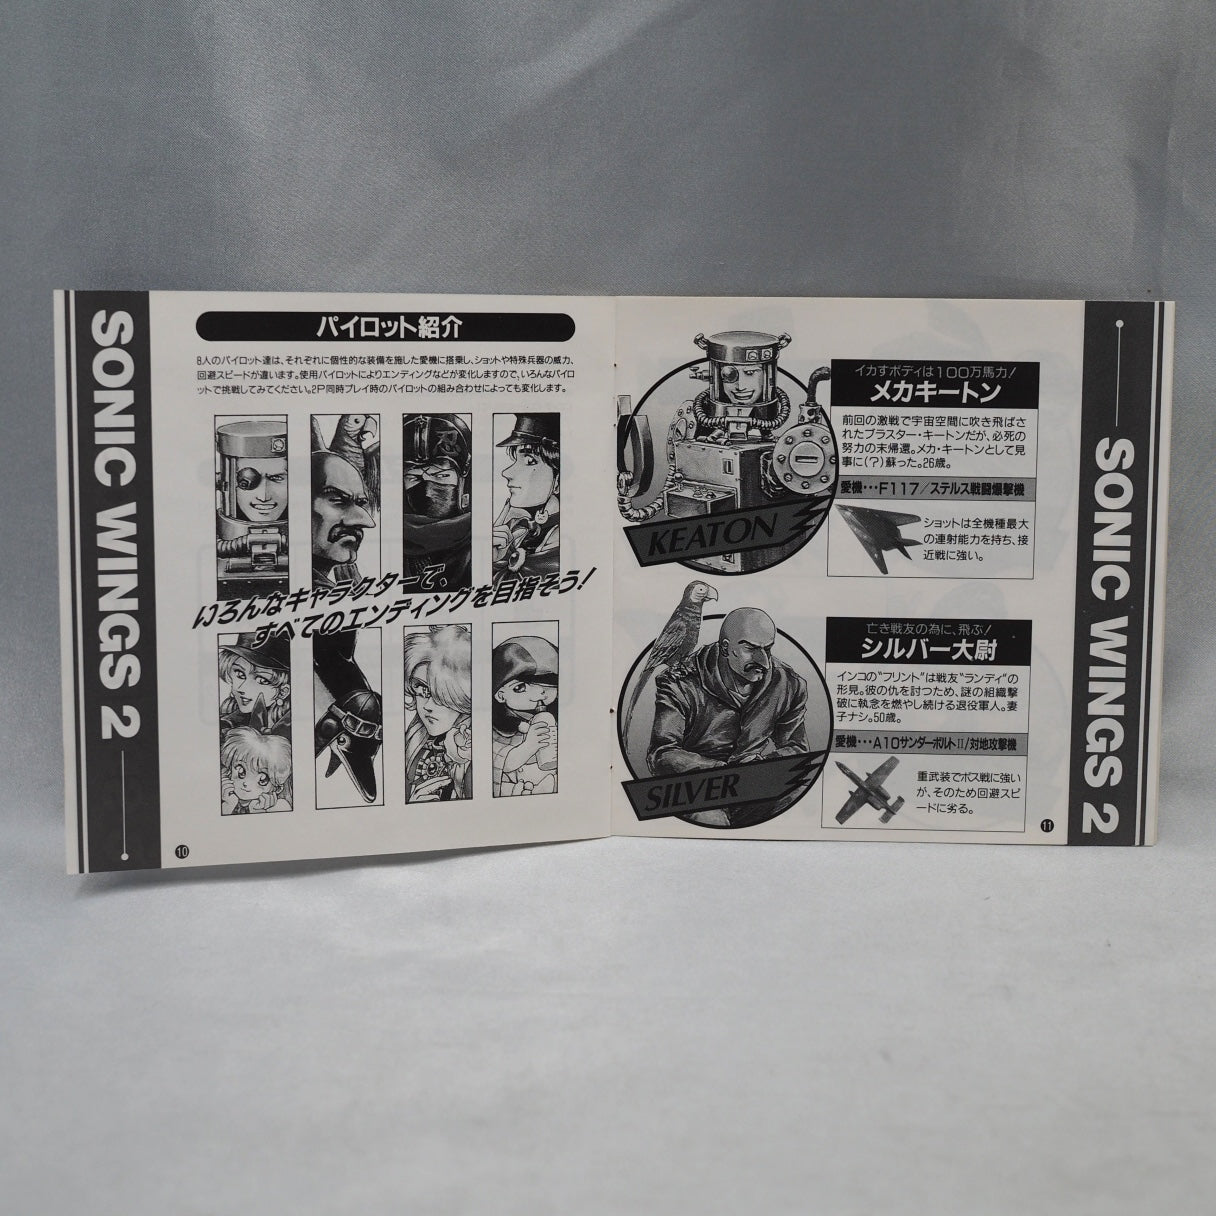 SONIC WINGS 2
パイロット紹介
8人のパイロット達は、それぞれに個性的な装備を施した愛機に搭乗し、ショットや特殊兵器の威力、
回避スピードが違います。使用パイロットによりエンディングなどが変化しますので、いろんなパイロ
ットで挑戦してみてください。2P同時プレイ時のパイロットの組み合わせによっても変化します。
忍
いろんなキャラクターで、
すべてのエンディングを目指そう!
10
イカすボディは100万馬力!
メカキートン
前回の激戦で宇宙空間に吹き飛ばさ
れたブラスター・キートンだが、必死の
努力の末帰還。メカ・キートンとして見
事に(?)蘇った。26歳。
愛機・・・F117/ステルス戦闘爆撃機
ショットは全機種最大
の連射能力を持ち、接
近戦に強い。
KEATON
亡き戦友の為に、飛ぶ!
シルバー大尉
インコの"フリント"は戦友"ランディ"の
形見。彼の仇を討つため、謎の組織撃
破に執念を燃やし続ける退役軍人。妻
子ナシ。50歳。
愛機・・・A10サンダーボルトII/対地攻撃機
重武装でボス戦に強い
が、そのため回避スピ
ードに劣る。
SILVER
11
SONIC WINGS 2